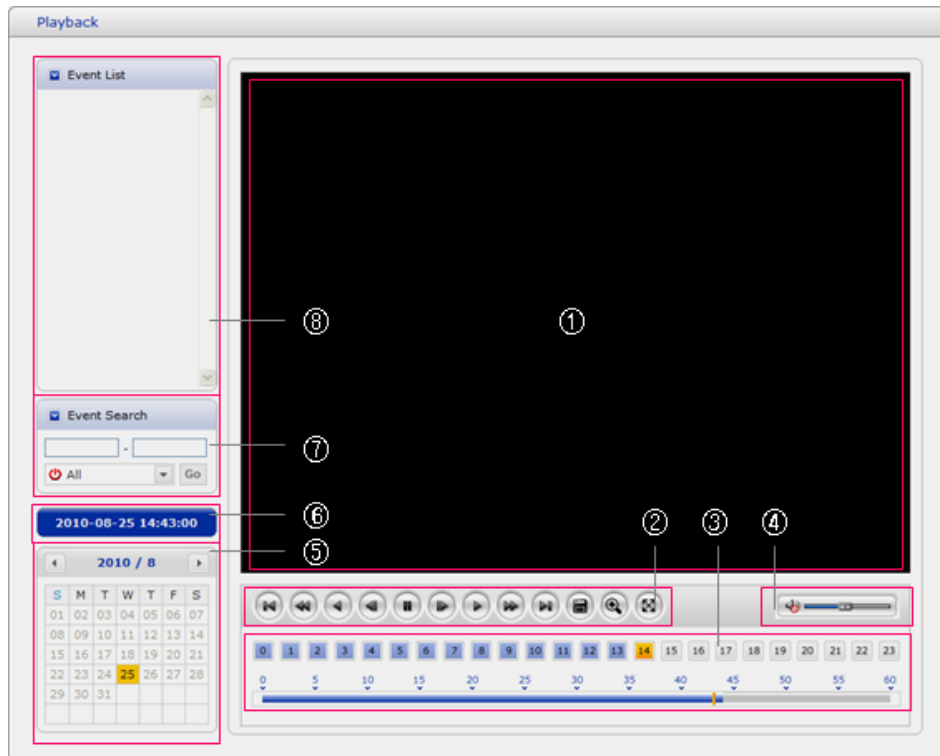 Playback
Event List
⑧
①
Event Search
-
⑦
All
Go
2010-08-25 14:43:00
⑥
②
③
④
⑤
2010 / 8
S M T W T F S
01 02 03 04 05 06 07
08 09 10 11 12 13 14
15 16 17 18 19 20 21
22 23 24 25 26 27 28
29 30 31
0 1 2 3 4 5 6 7 8 9 10 11 12 13 14 15 16 17 18 19 20 21 22 23
0 5 10 15 20 25 30 35 40 45 50 55 60